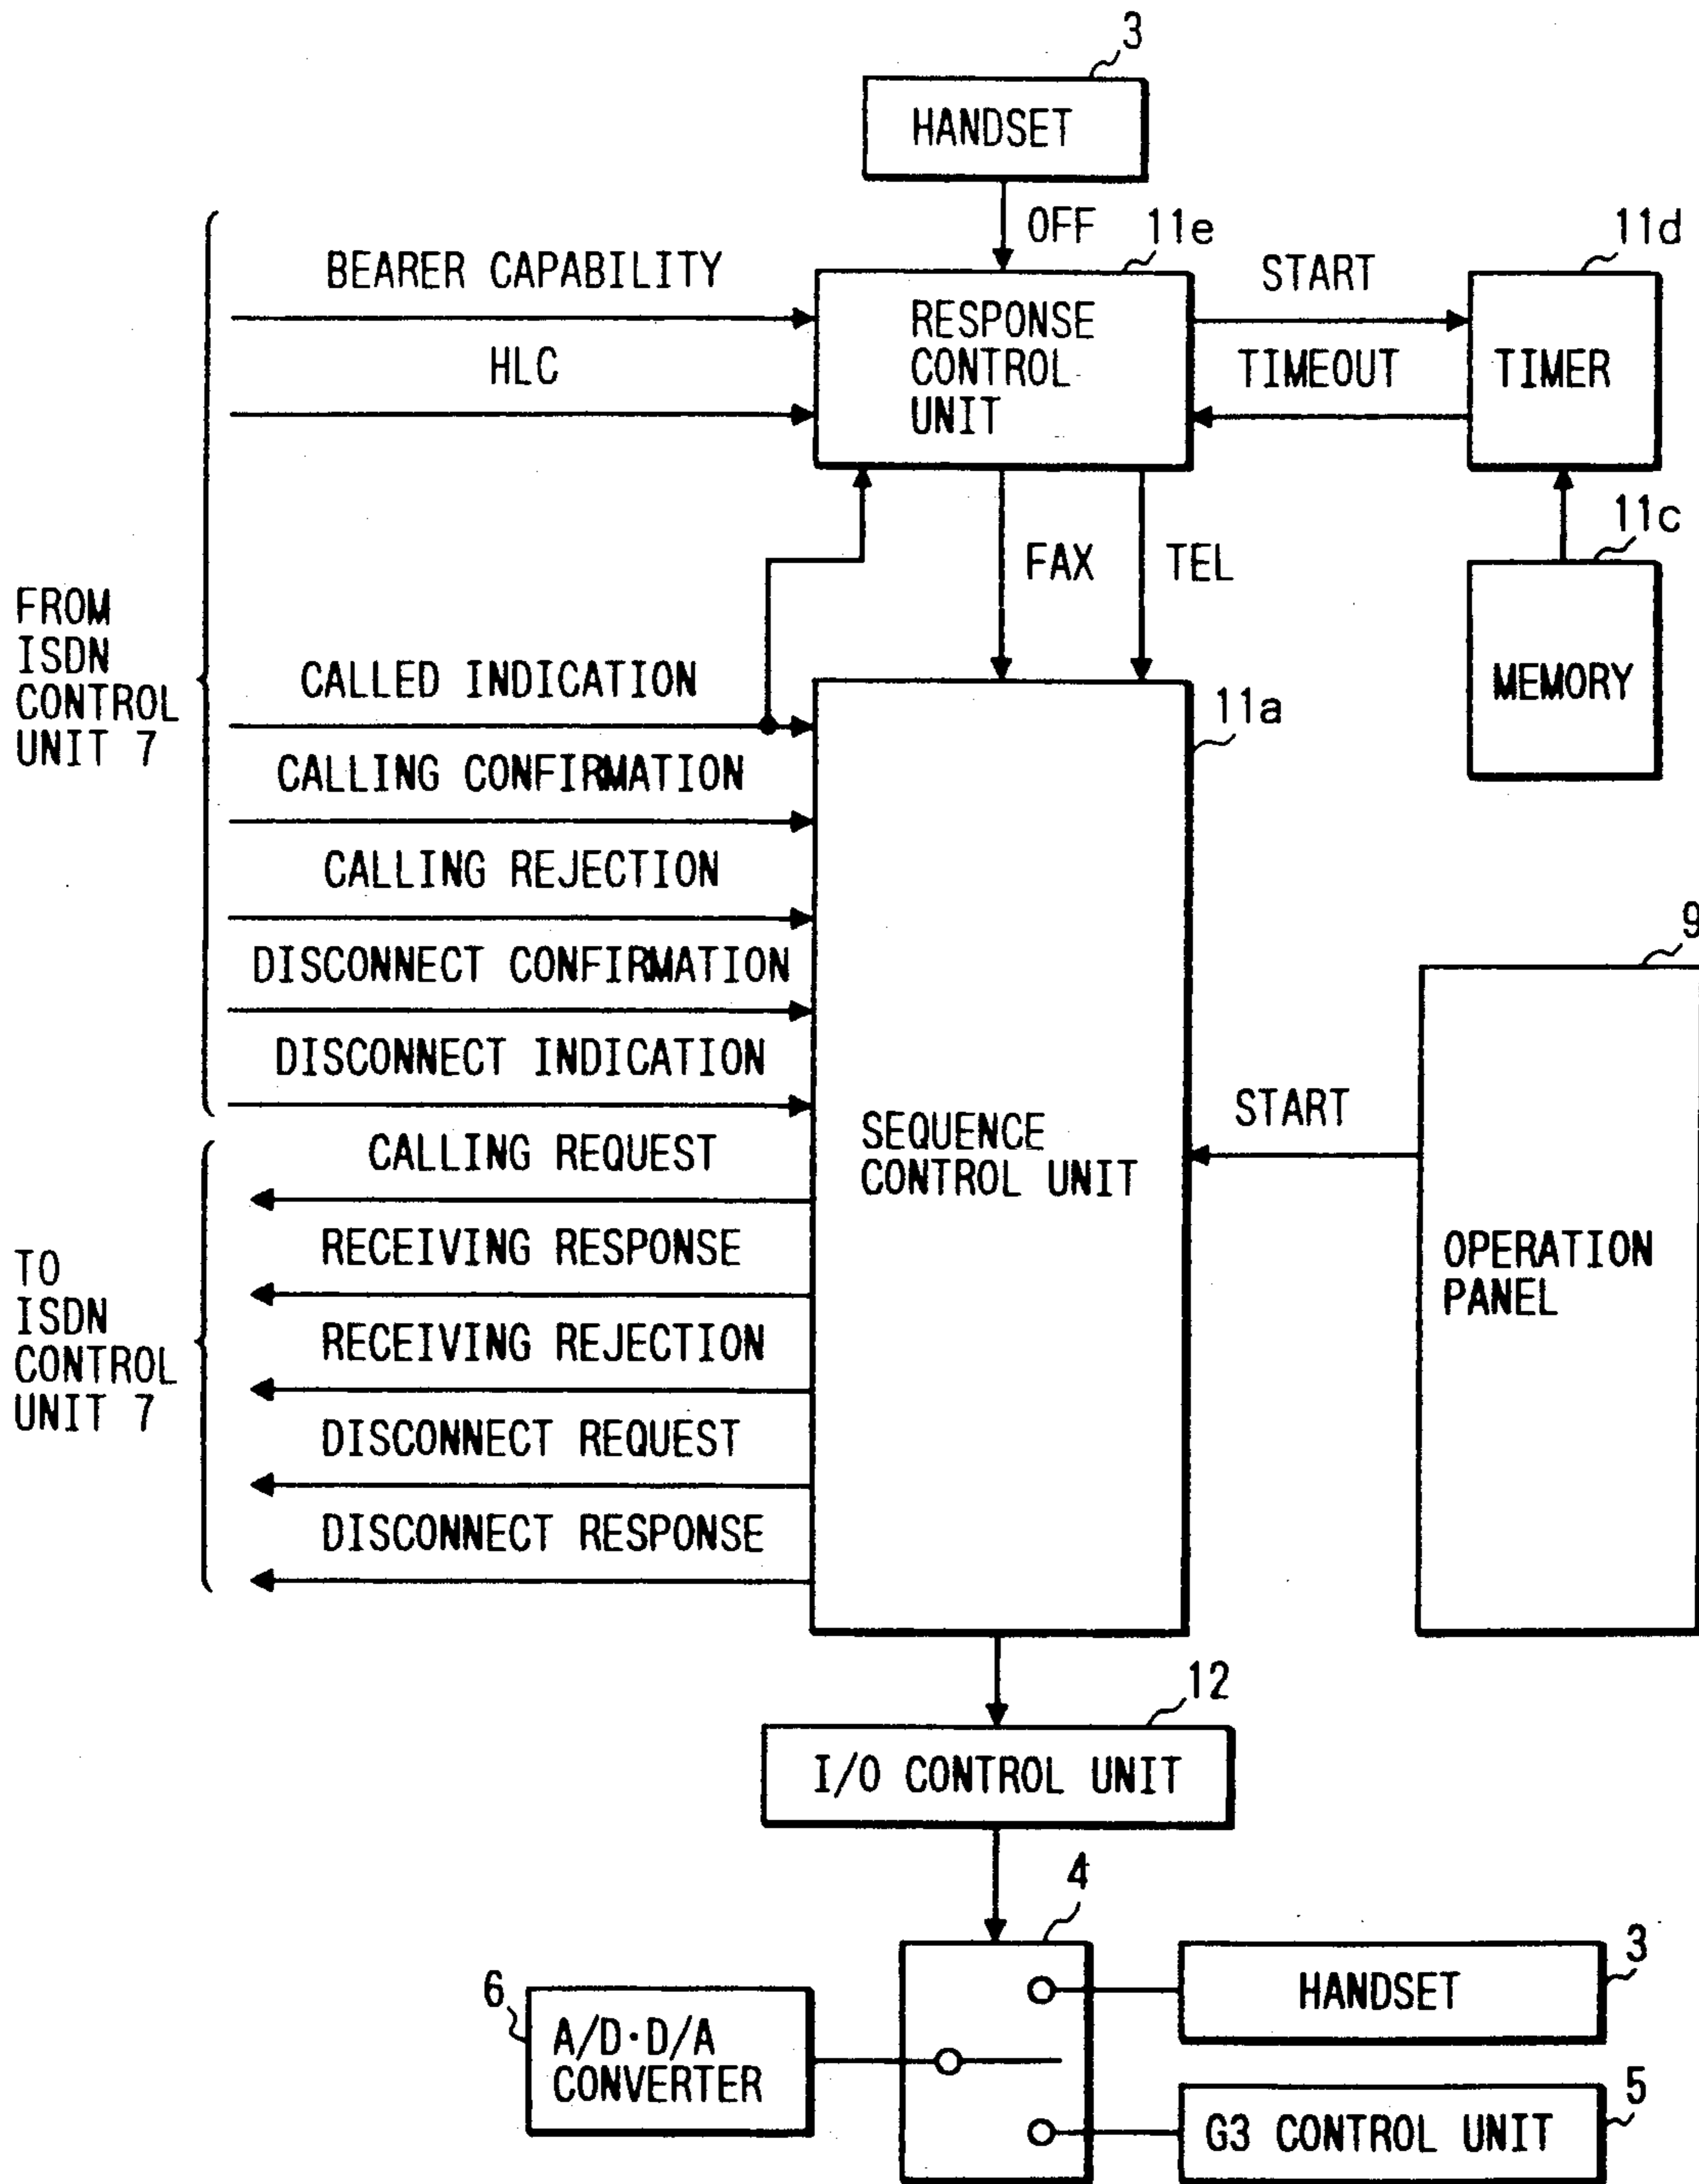 3
HANDSET
OFF
11e
11d
BEARER CAPABILITY
START
RESPONSE
CONTROL
UNIT
HLC
TIMEOUT
TIMER
11c
FAX
TEL
MEMORY
FROM
ISDN
CONTROL
UNIT 7
CALLED INDICATION
11a
CALLING CONFIRMATION
CALLING REJECTION
9
DISCONNECT CONFIRMATION
DISCONNECT INDICATION
START
SEQUENCE
CONTROL UNIT
CALLING REQUEST
TO
ISDN
CONTROL
UNIT 7
RECEIVING RESPONSE
OPERATION
PANEL
RECEIVING REJECTION
DISCONNECT REQUEST
DISCONNECT RESPONSE
12
I/O CONTROL UNIT
4
6
A/D·D/A
CONVERTER
HANDSET
3
G3 CONTROL UNIT
5